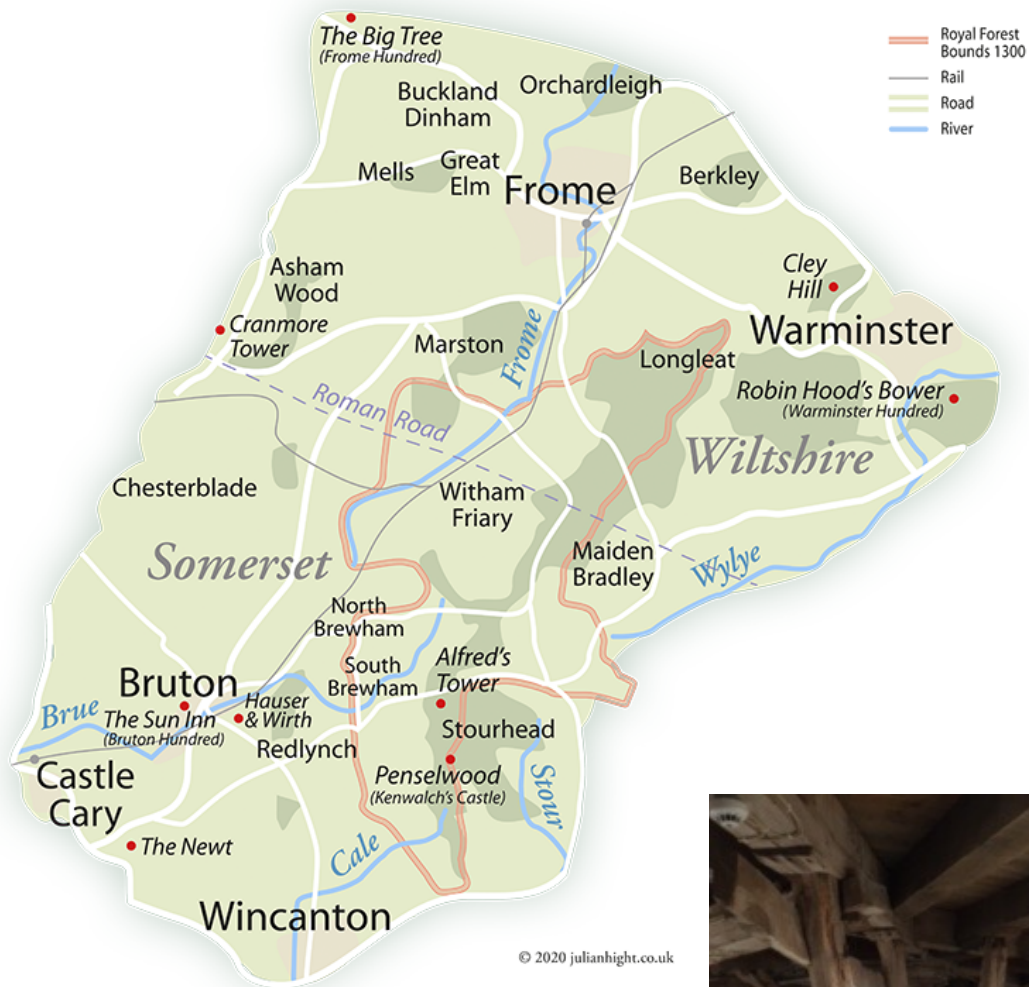 The Big Tree
(Frome Hundred)
Royal Forest
Bounds 1300
Rail
Road
River
Buckland
Dinham
Orchardleigh
Mells
Great
Elm
Frome
Berkley
Asham
Wood
Cley
Hill
Cranmore
Tower
Marston
Frome
Longleat
Warminster
Robin Hood's Bower
(Warminster Hundred)
Roman Road
Wiltshire
Chesterblade
Witham
Friary
Somerset
Maiden
Bradley
Wylye
North
Brewham
South
Brewham
Alfred's
Tower
Bruton
Brue
The Sun Inn
(Bruton Hundred)
Hauser
& Wirth
Redlynch
Stourhead
Castle
Cary
Penselwood
(Kenwalch's Castle)
Stour
The Newt
Cale
Wincanton
© 2020 julianhight.co.uk